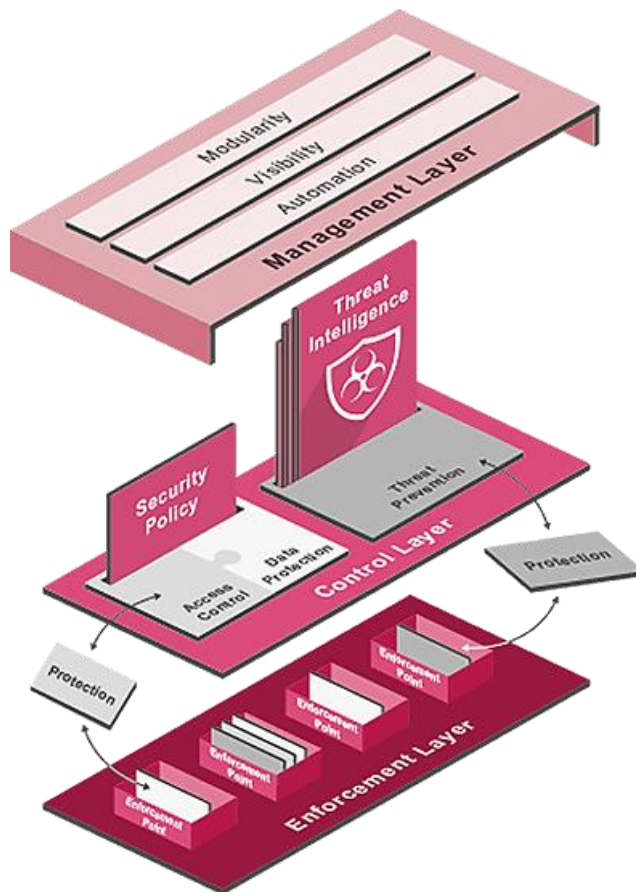 Modularity
Visibility
Automation
Management Layer
Threat
Intelligence
Security
Policy
Threat
Prevention
Data
Protection
Access
Control
Control Layer
Protection
Protection
Enforcement
Point
Enforcement
Point
Enforcement
Point
Enforcement
Point
Enforcement Layer